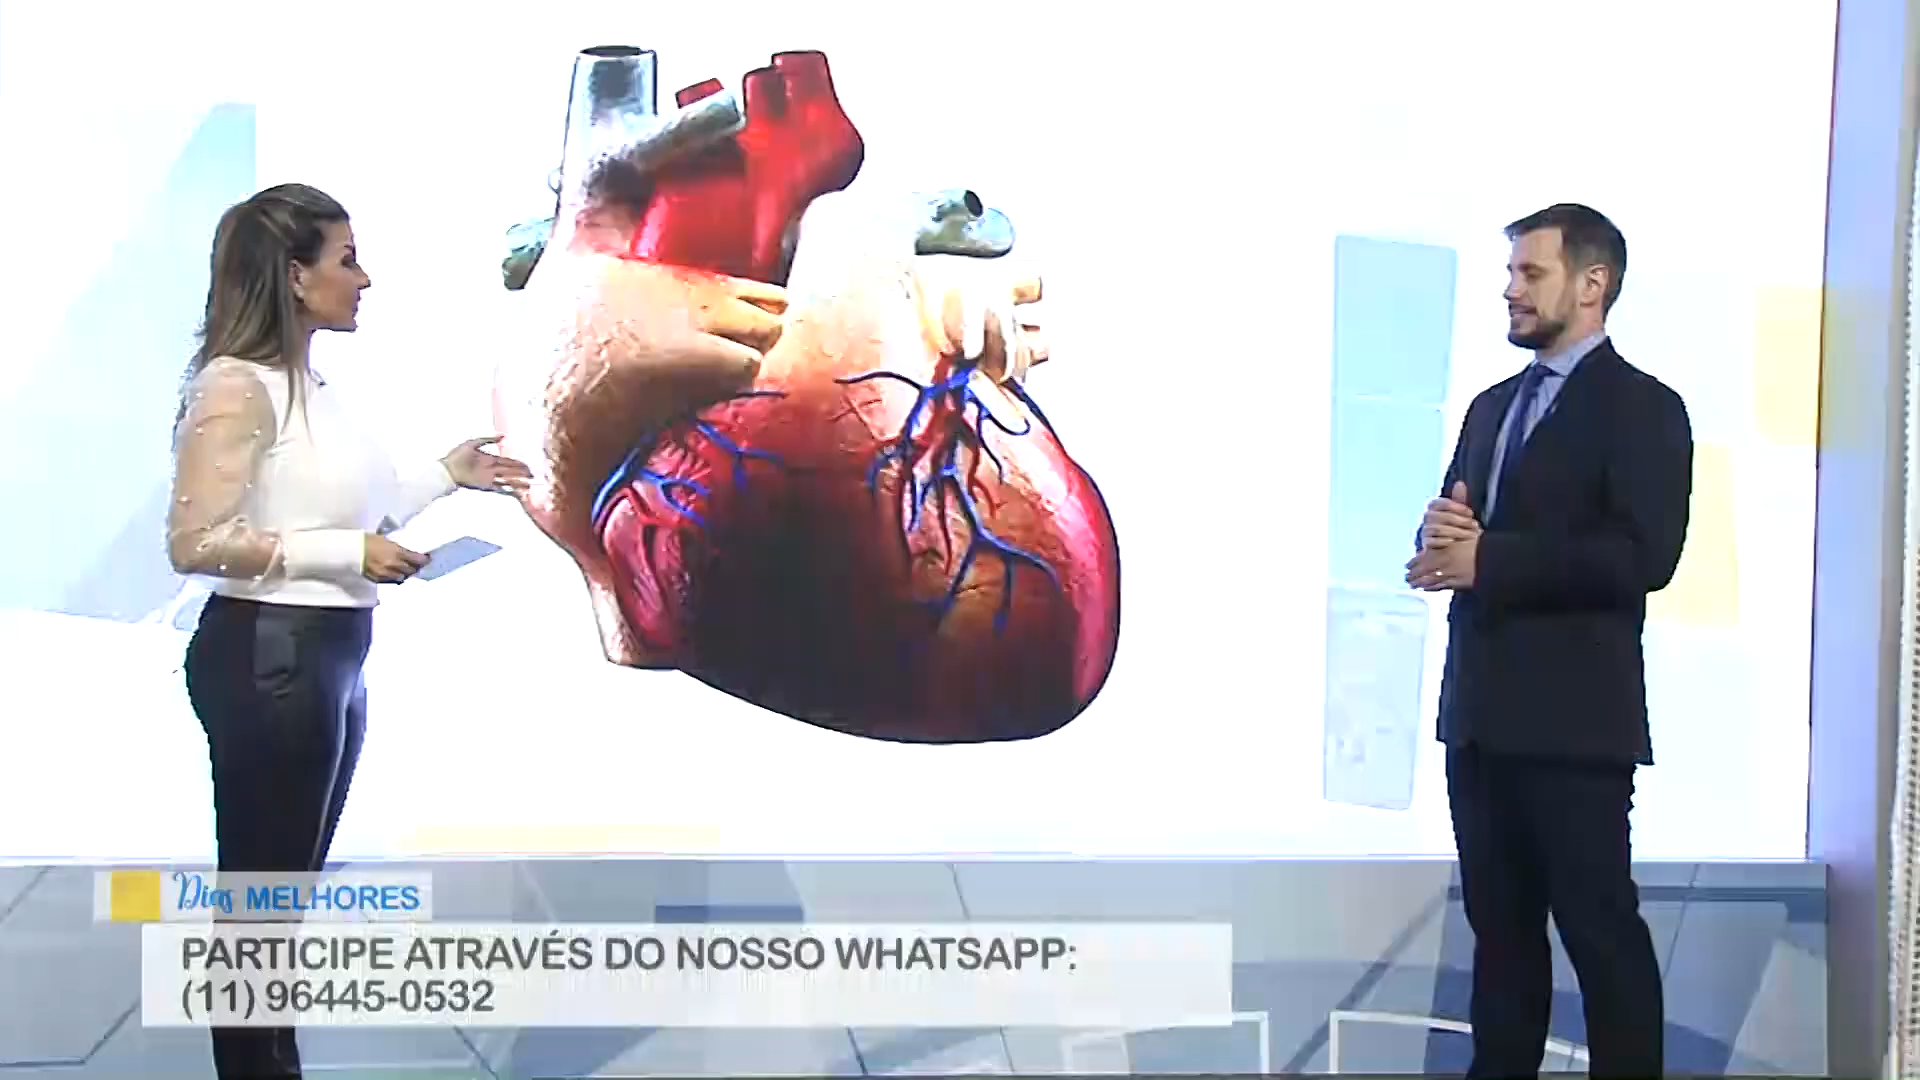 Dias MELHORES
PARTICIPE ATRAVÉS DO NOSSO WHATSAPP:
(11) 96445-0532